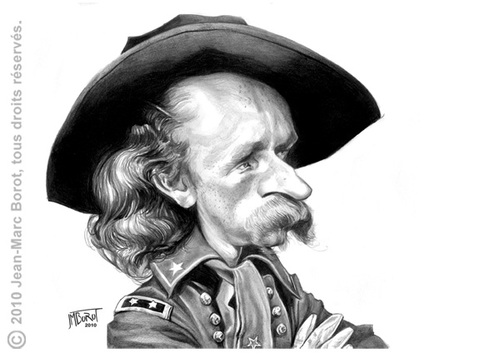 © 2010 Jean-Marc Borot, tous droits réservés.
JMBOROT
2010